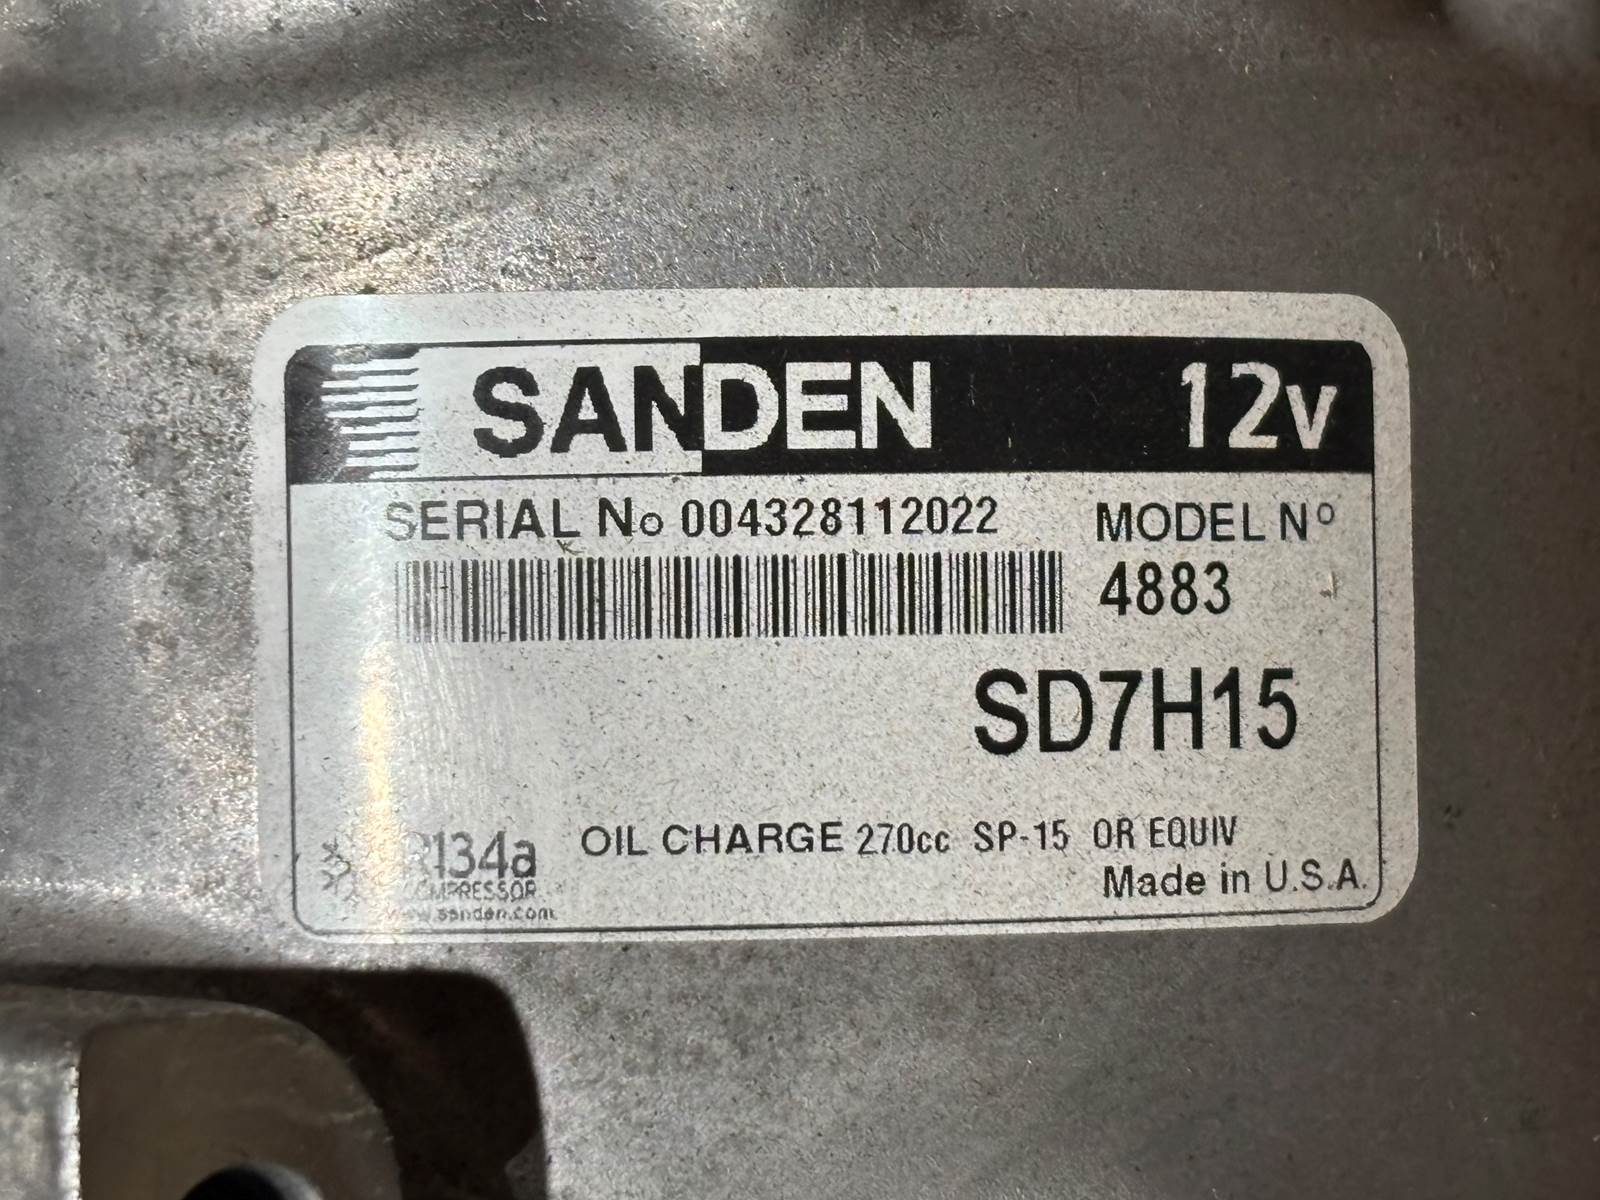 SANDEN 12v
SERIAL No 004328112022 MODEL Nº
4883
SD7H15
R134a OIL CHARGE 270cc SP-15 OR EQUIV
COMPRESSOR Made in U.S.A.
www.sanden.com